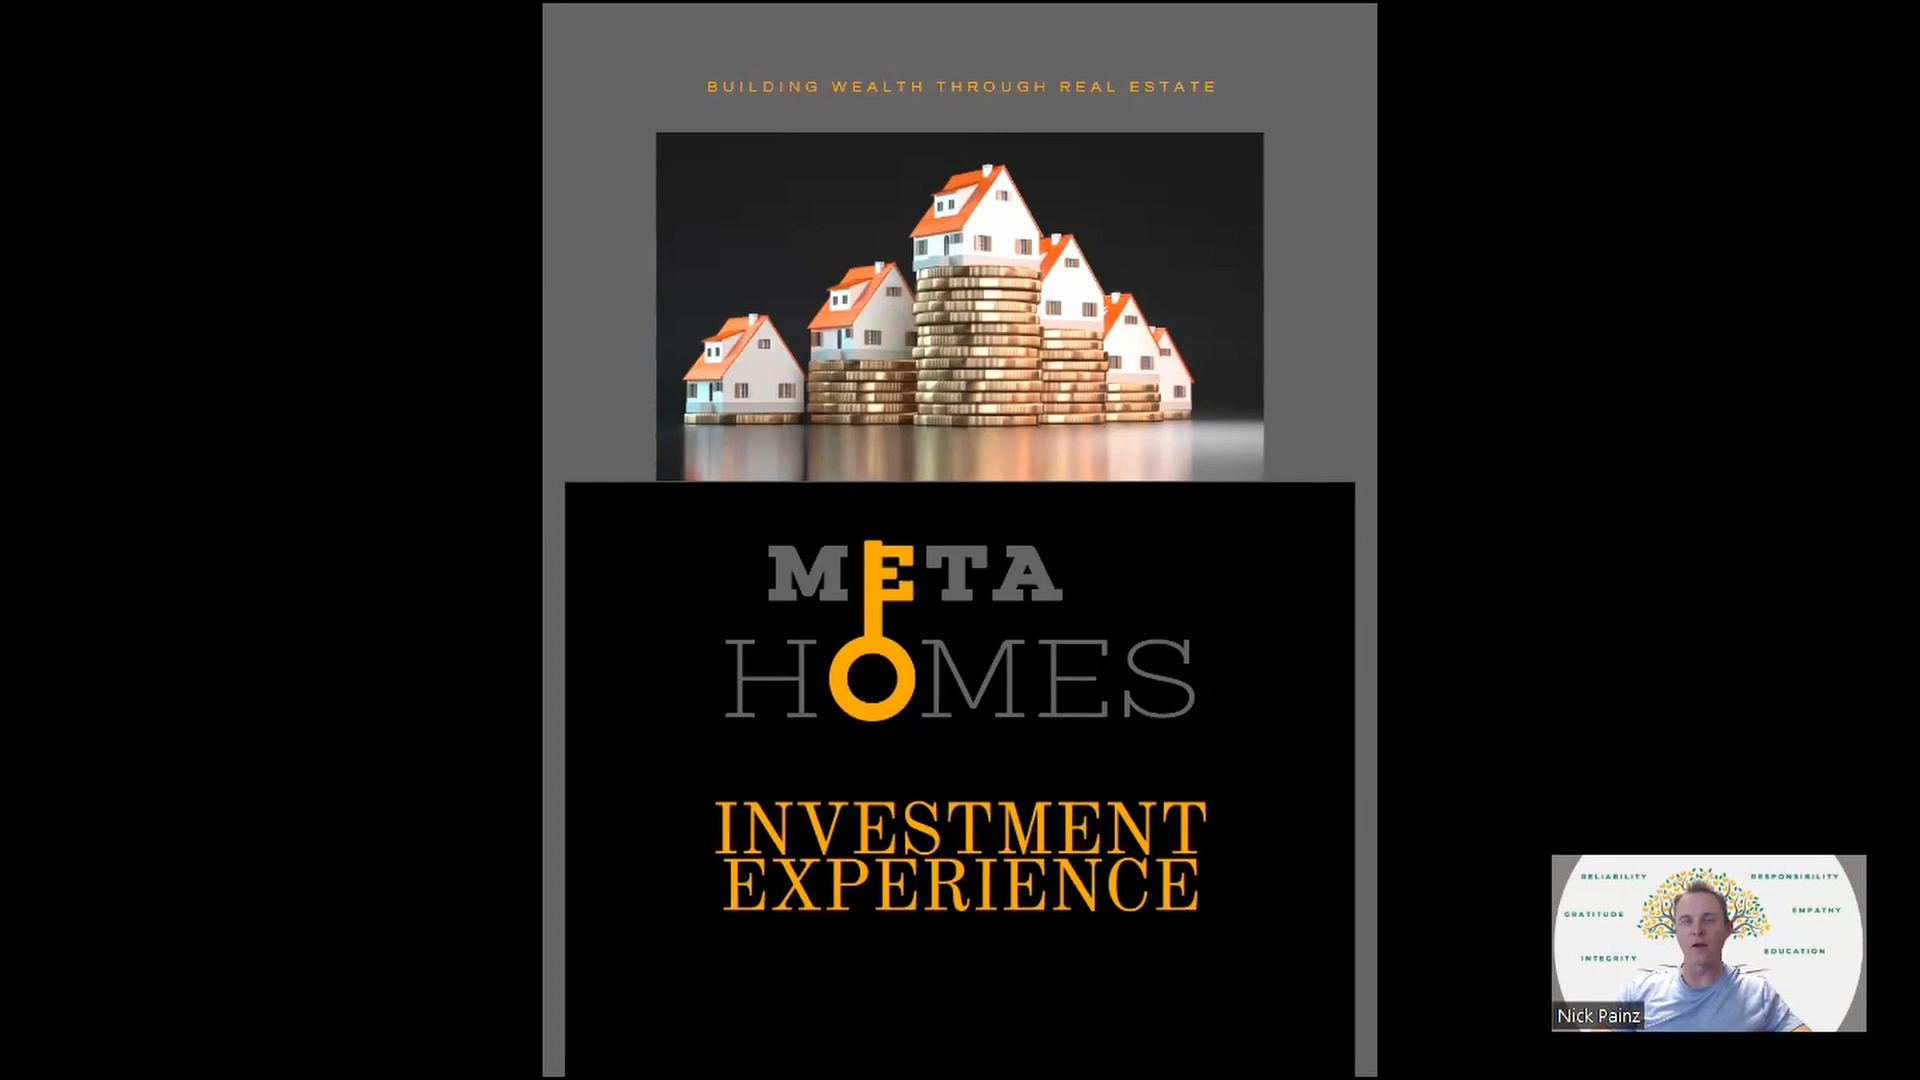 BUILDING WEALTH THROUGH REAL ESTATE
META
HOMES
INVESTMENT
EXPERIENCE
RELIABILITY
RESPONSIBILITY
GRATITUDE
EMPATHY
EDUCATION
INTEGRITY
Nick Painz